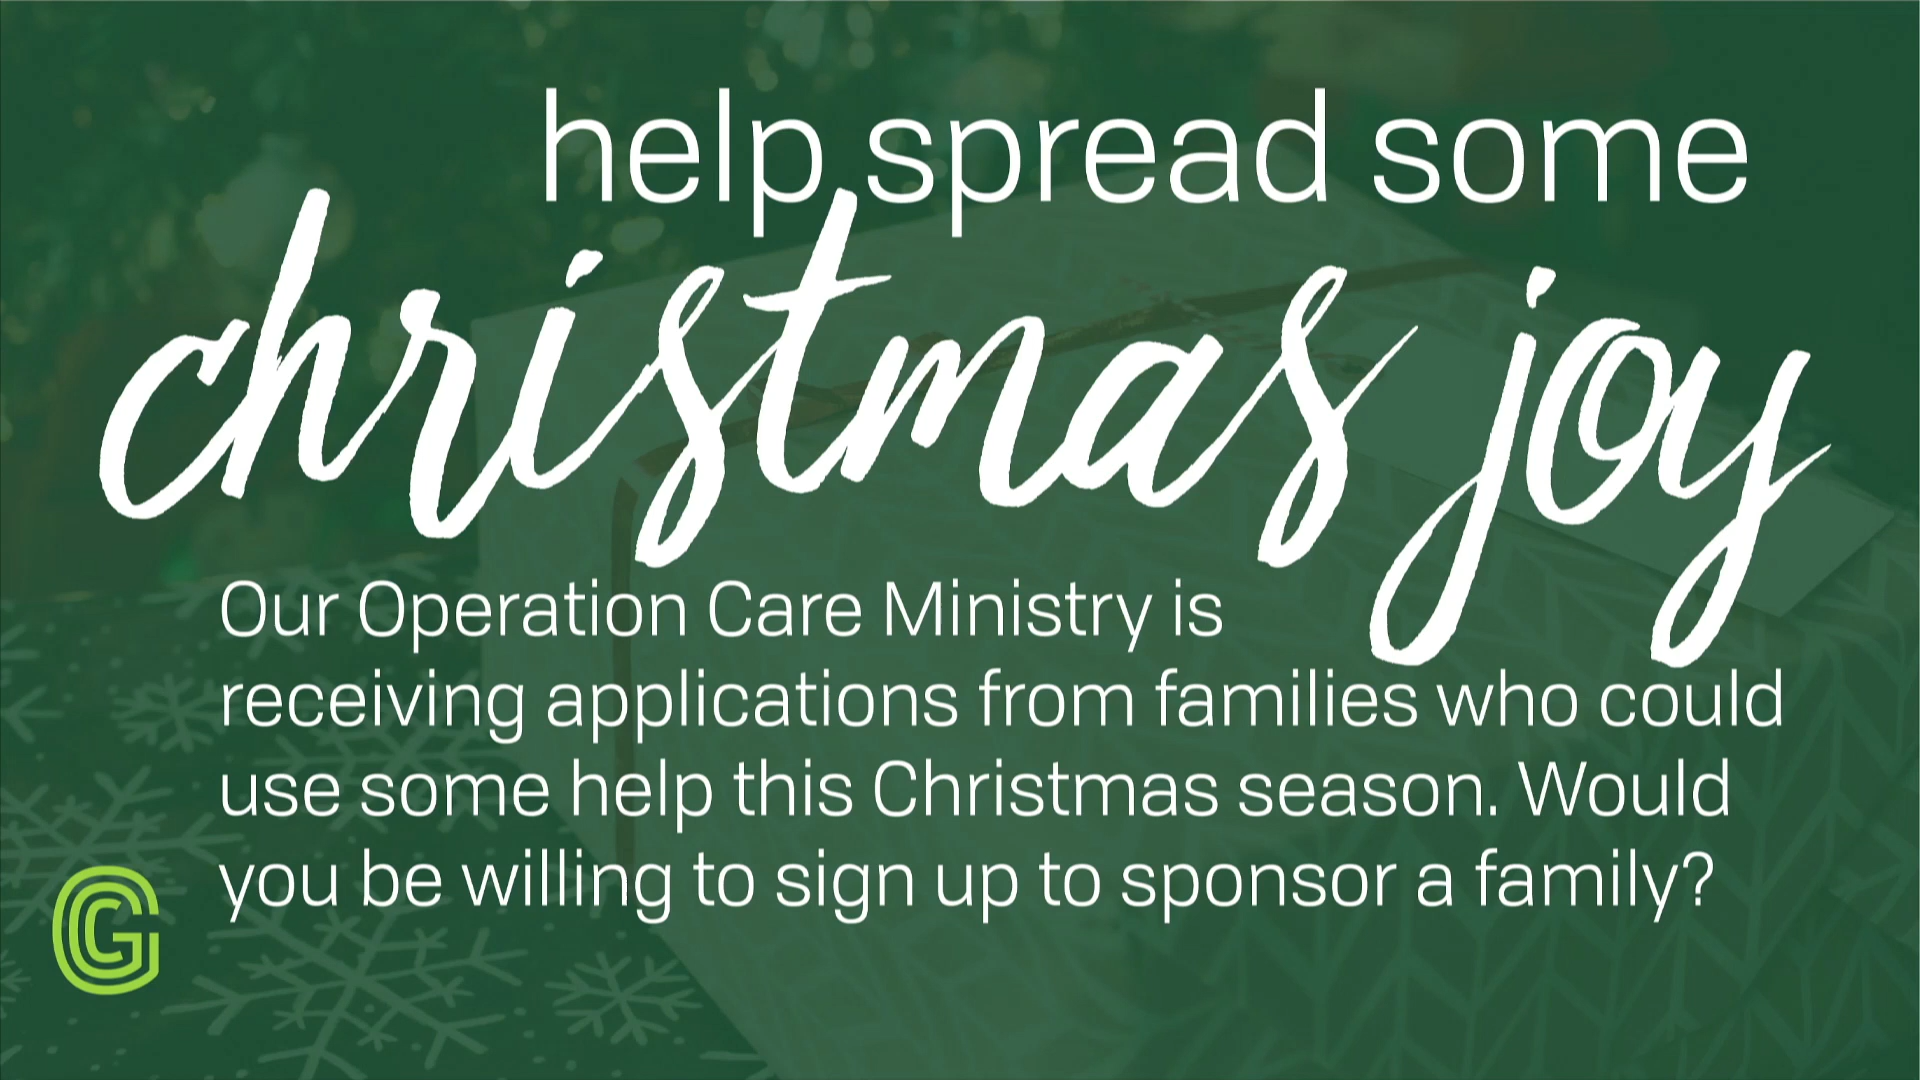 help spread some
christmas joy
Our Operation Care Ministry is
receiving applications from families who could
use some help this Christmas season. Would
you be willing to sign up to sponsor a family?
G